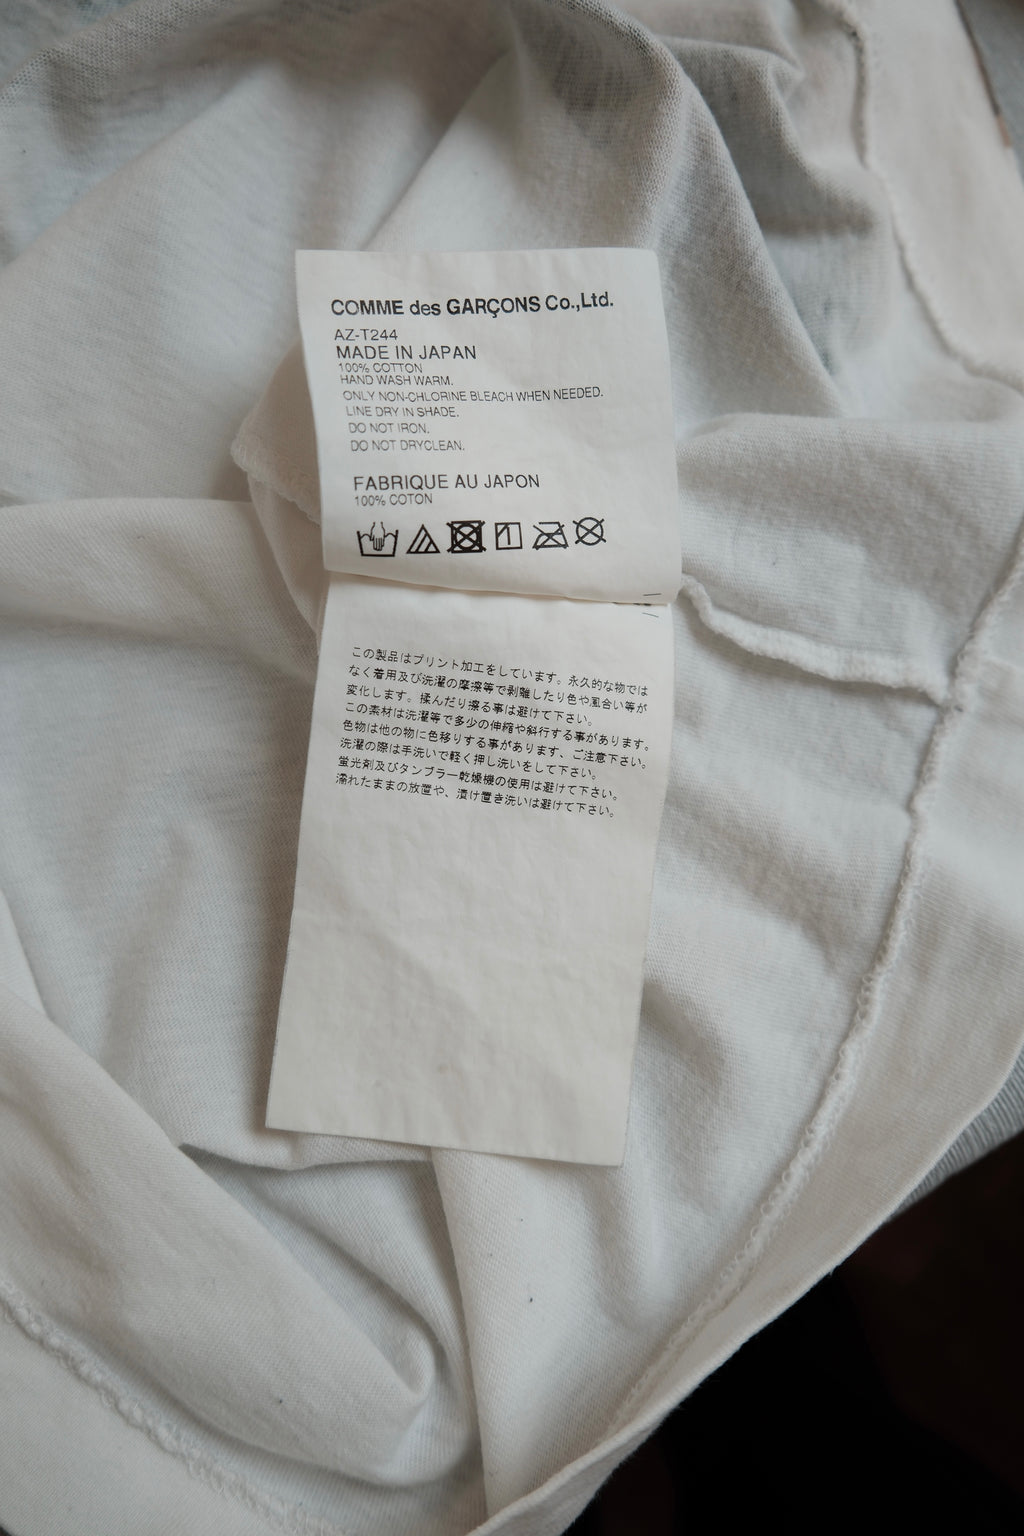 COMME des GARÇONS Co.,Ltd.
AZ-T244
MADE IN JAPAN
100% COTTON
HAND WASH WARM.
ONLY NON-CHLORINE BLEACH WHEN NEEDED.
LINE DRY IN SHADE.
DO NOT IRON.
DO NOT DRYCLEAN.
FABRIQUE AU JAPON
100% COTON
この製品はプリント加工をしています。永久的な物では
なく着用及び洗濯の摩擦等で剥離したり色や風合い等が
変化します。揉んだり擦る事は避けて下さい。
この素材は洗濯等で多少の伸縮や斜行する事があります。
色物は他の物に色移りする事があります、ご注意下さい。
洗濯の際は手洗いで軽く押し洗いをして下さい。
蛍光剤及びタンブラー乾燥機の使用は避けて下さい。
濡れたままの放置や、漬け置き洗いは避けて下さい。